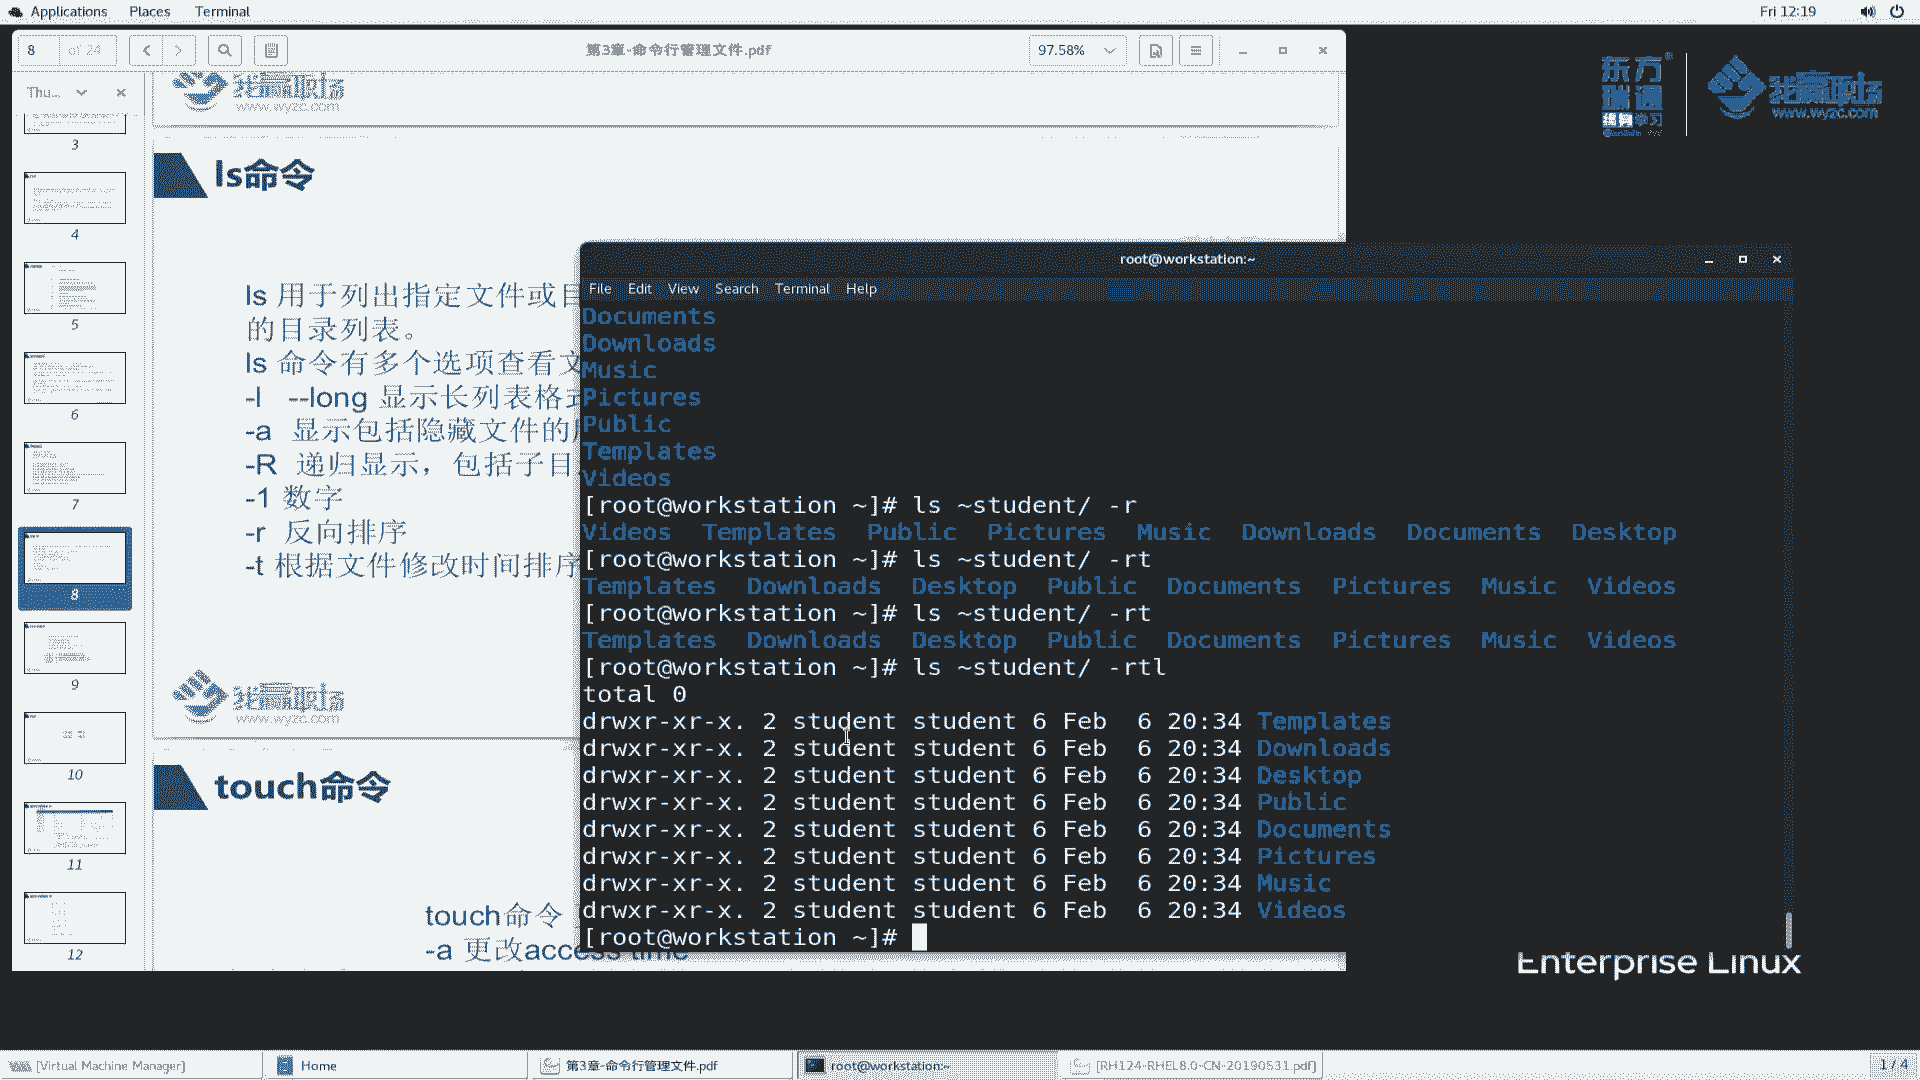 Applications Places Terminal
Fri 12:19
8 of 24
第3章-命令行管理文件.pdf
97.58%
Thu...
3
4
5
6
7
8
9
10
11
12
我赢职场
www.wyzc.com
ls命令
ls 用于列出指定文件或目
的目录列表。
ls 命令有多个选项查看文
-l --long 显示长列表格式
-a 显示包括隐藏文件的
-R 递归显示，包括子目
-1 数字
-r 反向排序
-t 根据文件修改时间排序
我赢职场
www.wyzc.com
touch命令
touch命令
-a 更改access time
东方瑞通
我赢职场
www.wyzc.com
root@workstation:~
File Edit View Search Terminal Help
Documents
Downloads
Music
Pictures
Public
Templates
Videos
[root@workstation ~]# ls ~student/ -r
Videos Templates Public Pictures Music Downloads Documents Desktop
[root@workstation ~]# ls ~student/ -rt
Templates Downloads Desktop Public Documents Pictures Music Videos
[root@workstation ~]# ls ~student/ -rt
Templates Downloads Desktop Public Documents Pictures Music Videos
[root@workstation ~]# ls ~student/ -rtl
total 0
drwxr-xr-x. 2 student student 6 Feb 6 20:34 Templates
drwxr-xr-x. 2 student student 6 Feb 6 20:34 Downloads
drwxr-xr-x. 2 student student 6 Feb 6 20:34 Desktop
drwxr-xr-x. 2 student student 6 Feb 6 20:34 Public
drwxr-xr-x. 2 student student 6 Feb 6 20:34 Documents
drwxr-xr-x. 2 student student 6 Feb 6 20:34 Pictures
drwxr-xr-x. 2 student student 6 Feb 6 20:34 Music
drwxr-xr-x. 2 student student 6 Feb 6 20:34 Videos
[root@workstation ~]#
Enterprise Linux
[Virtual Machine Manager]
Home
第3章-命令行管理文件.pdf
root@workstation:~
[RH124-RHEL8.0-CN-20190531.pdf]
1 / 4